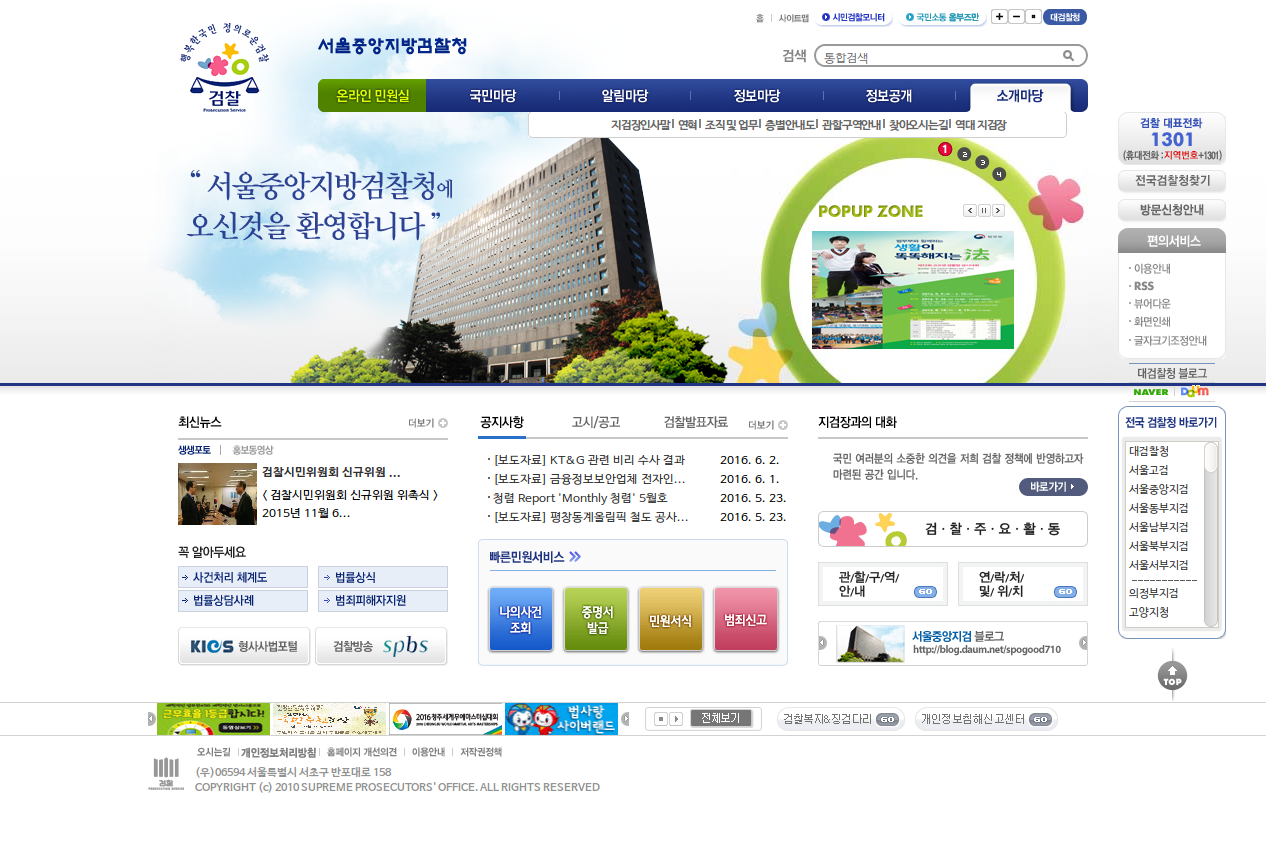 행복한국민 정의로운검찰
검찰
PROSECUTION SERVICE
서울중앙지방검찰청
홈 | 사이트맵
시민검찰모니터
국민소통 옴부즈만
대검찰청
검색
통합검색
온라인 민원실
국민마당
알림마당
정보마당
정보공개
소개마당
지검장인사말 | 연혁 | 조직 및 업무 | 층별안내도 | 관할구역안내 | 찾아오시는길 | 역대 지검장
“ 서울중앙지방검찰청에
오신것을 환영합니다 ”
1 2 3 4
POPUP ZONE
생활이
똑똑해지는 法
검찰 대표전화
1301
(휴대전화 : 지역번호+1301)
전국검찰청찾기
방문신청안내
편의서비스
· 이용안내
· RSS
· 뷰어다운
· 화면인쇄
· 글자크기조정안내
대검찰청 블로그
NAVER | Daum
전국 검찰청 바로가기
대검찰청
서울고검
서울중앙지검
서울동부지검
서울남부지검
서울북부지검
서울서부지검
------------
의정부지검
고양지청
TOP
최신뉴스
더보기
생생포토 | 홍보동영상
검찰시민위원회 신규위원 ...
< 검찰시민위원회 신규위원 위촉식 >
2015년 11월 6...
꼭 알아두세요
사건처리 체계도
법률상식
법률상담사례
범죄피해자지원
KICS 형사사법포털
검찰방송 spbs
공지사항
고시/공고
검찰발표자료
더보기
· [보도자료] KT&G 관련 비리 수사 결과 2016. 6. 2.
· [보도자료] 금융정보보안업체 전자인... 2016. 6. 1.
· 청렴 Report 'Monthly 청렴' 5월호 2016. 5. 23.
· [보도자료] 평창동계올림픽 철도 공사... 2016. 5. 23.
빠른민원서비스
나의사건
조회
증명서
발급
민원서식
범죄신고
지검장과의 대화
국민 여러분의 소중한 의견을 저희 검찰 정책에 반영하고자
마련된 공간 입니다.
바로가기
검·찰·주·요·활·동
관/할/구/역/
안/내
GO
연/락/처/
및/ 위/치
GO
서울중앙지검 블로그
http://blog.daum.net/spogood710
근무효율 1등급 합시다!
동영상보기 >>
2016청주세계무예마스터십대회
법사랑
사이버랜드
전체보기
검찰복지&징검다리 GO
개인정보침해신고센터 GO
오시는길 | 개인정보처리방침 | 홈페이지 개선의견 | 이용안내 | 저작권정책
검찰
PROSECUTION SERVICE
(우)06594 서울특별시 서초구 반포대로 158
COPYRIGHT (c) 2010 SUPREME PROSECUTORS' OFFICE. ALL RIGHTS RESERVED